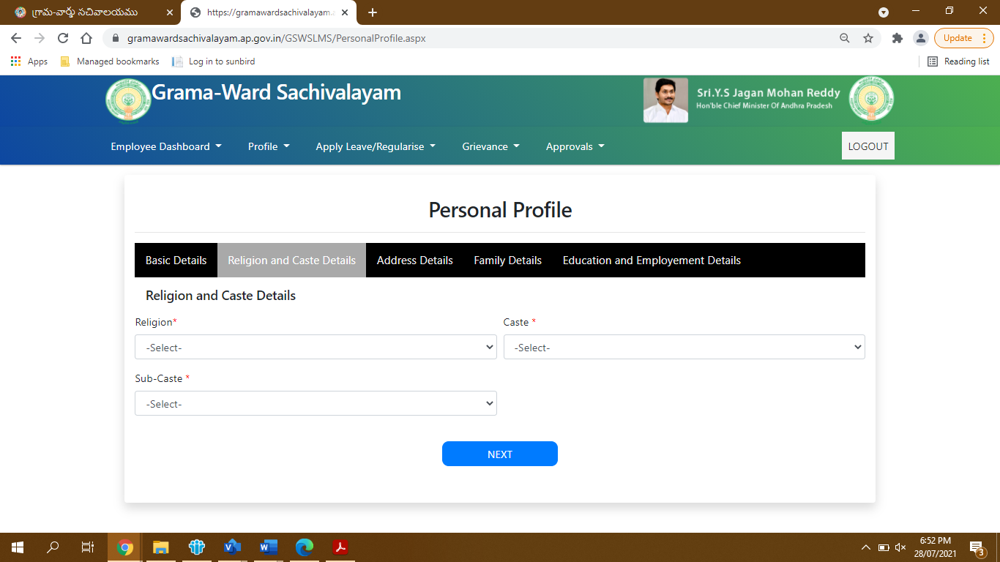 గ్రామ-వార్డు సచివాలయము
https://gramawardsachivalayam.a
gramawardsachivalayam.ap.gov.in/GSWSLMS/PersonalProfile.aspx
Update
Apps
Managed bookmarks
Log in to sunbird
Reading list
Grama-Ward Sachivalayam
Sri.Y.S Jagan Mohan Reddy
Hon'ble Chief Minister Of Andhra Pradesh
Employee Dashboard
Profile
Apply Leave/Regularise
Grievance
Approvals
LOGOUT
Personal Profile
Basic Details
Religion and Caste Details
Address Details
Family Details
Education and Employement Details
Religion and Caste Details
Religion*
Caste *
-Select-
-Select-
Sub-Caste *
-Select-
NEXT
6:52 PM
28/07/2021
3